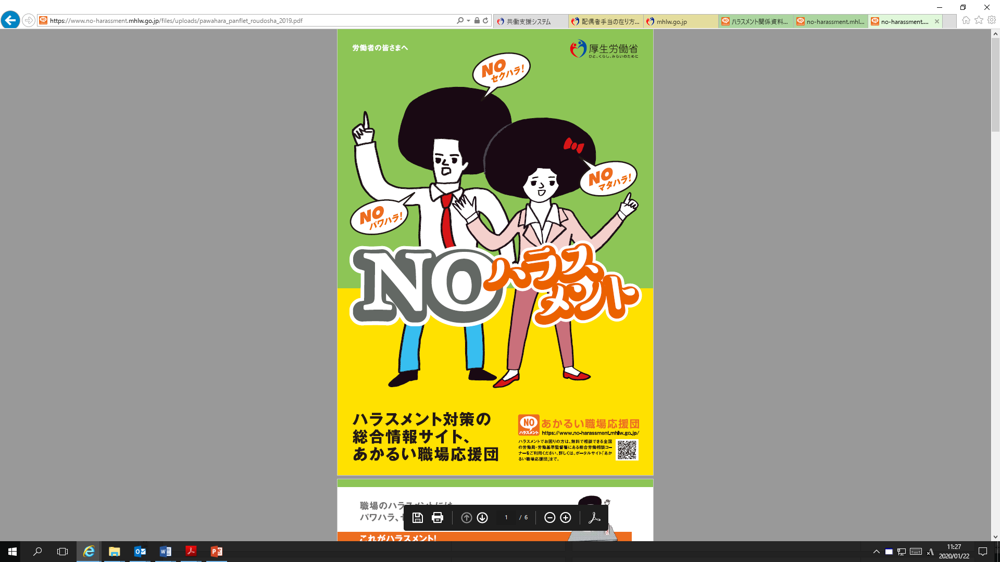 https://www.no-harassment.mhlw.go.jp/files/uploads/pawahara_panflet_roudosha_2019.pdf
共働支援システム
配偶者手当の在り方...
mhlw.go.jp
ハラスメント関係資料...
no-harassment.mhl...
no-harassment....
労働者の皆さまへ
厚生労働省
ひと、くらし、みらいのために
NO
セクハラ!
NO
マタハラ!
NO
パワハラ!
NO ハラスメント
ハラスメント対策の
総合情報サイト、
あかるい職場応援団
NO
ハラスメント
あかるい職場応援団
https://www.no-harassment.mhlw.go.jp/
ハラスメントでお困りの方は、無料で相談できる全国
の労働局・労働基準監督署にある総合労働相談コー
ナーをご利用ください。詳しくは、ポータルサイト「あか
るい職場応援団」まで。
職場のハラスメントには
パワハラ、
これがハラスメント!
1 / 6
11:27
2020/01/22